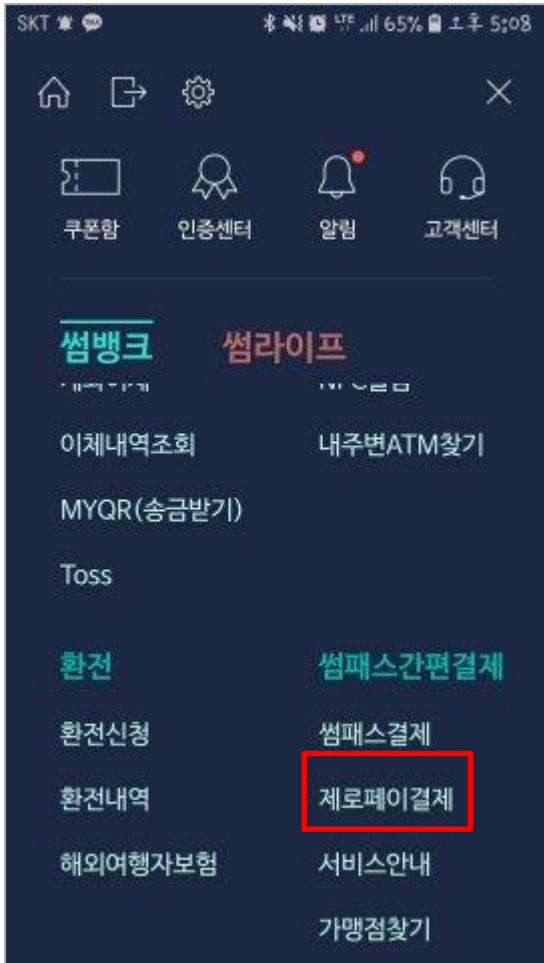 SKT LTE 65% 오후 5:08
쿠폰함 인증센터 알림 고객센터
썸뱅크 썸라이프
이체내역조회 내주변ATM찾기
MYQR(송금받기)
Toss
환전 썸패스간편결제
환전신청 썸패스결제
환전내역 제로페이결제
해외여행자보험 서비스안내
가맹점찾기